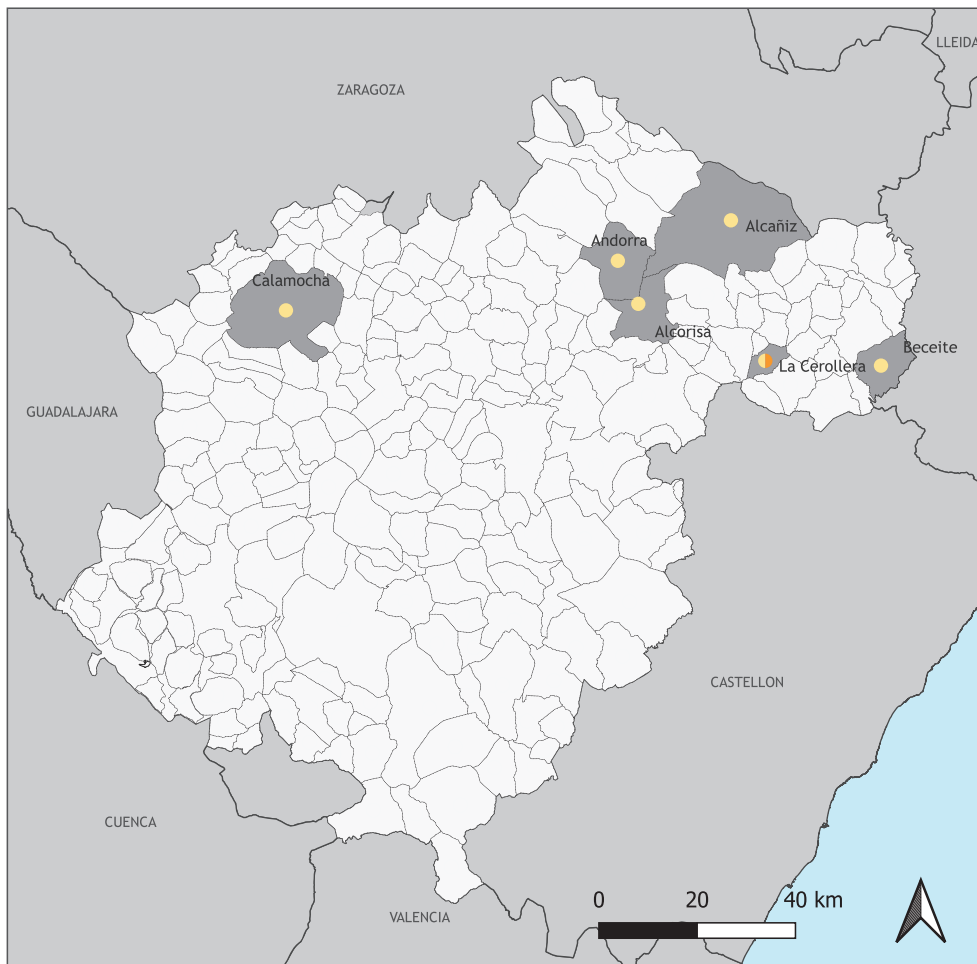 LLEIDA
ZARAGOZA
Alcañiz
Andorra
Calamocha
Alcorisa
Beceite
La Cerollera
GUADALAJARA
CASTELLON
CUENCA
VALENCIA
0 20 40 km